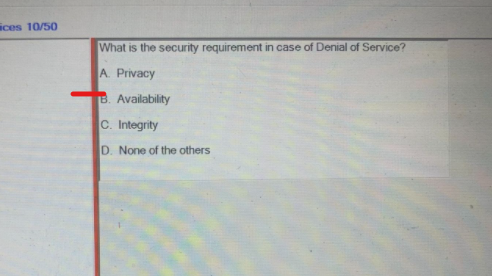 ices 10/50
What is the security requirement in case of Denial of Service?
A. Privacy
B. Availability
C. Integrity
D. None of the others